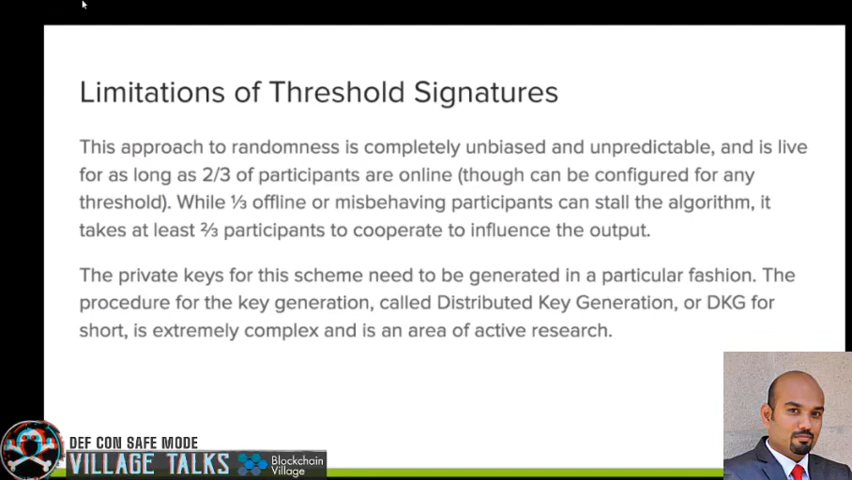 Limitations of Threshold Signatures
This approach to randomness is completely unbiased and unpredictable, and is live
for as long as 2/3 of participants are online (though can be configured for any
threshold). While ⅓ offline or misbehaving participants can stall the algorithm, it
takes at least ⅔ participants to cooperate to influence the output.
The private keys for this scheme need to be generated in a particular fashion. The
procedure for the key generation, called Distributed Key Generation, or DKG for
short, is extremely complex and is an area of active research.
DEF CON SAFE MODE
VILLAGE TALKS
Blockchain
Village